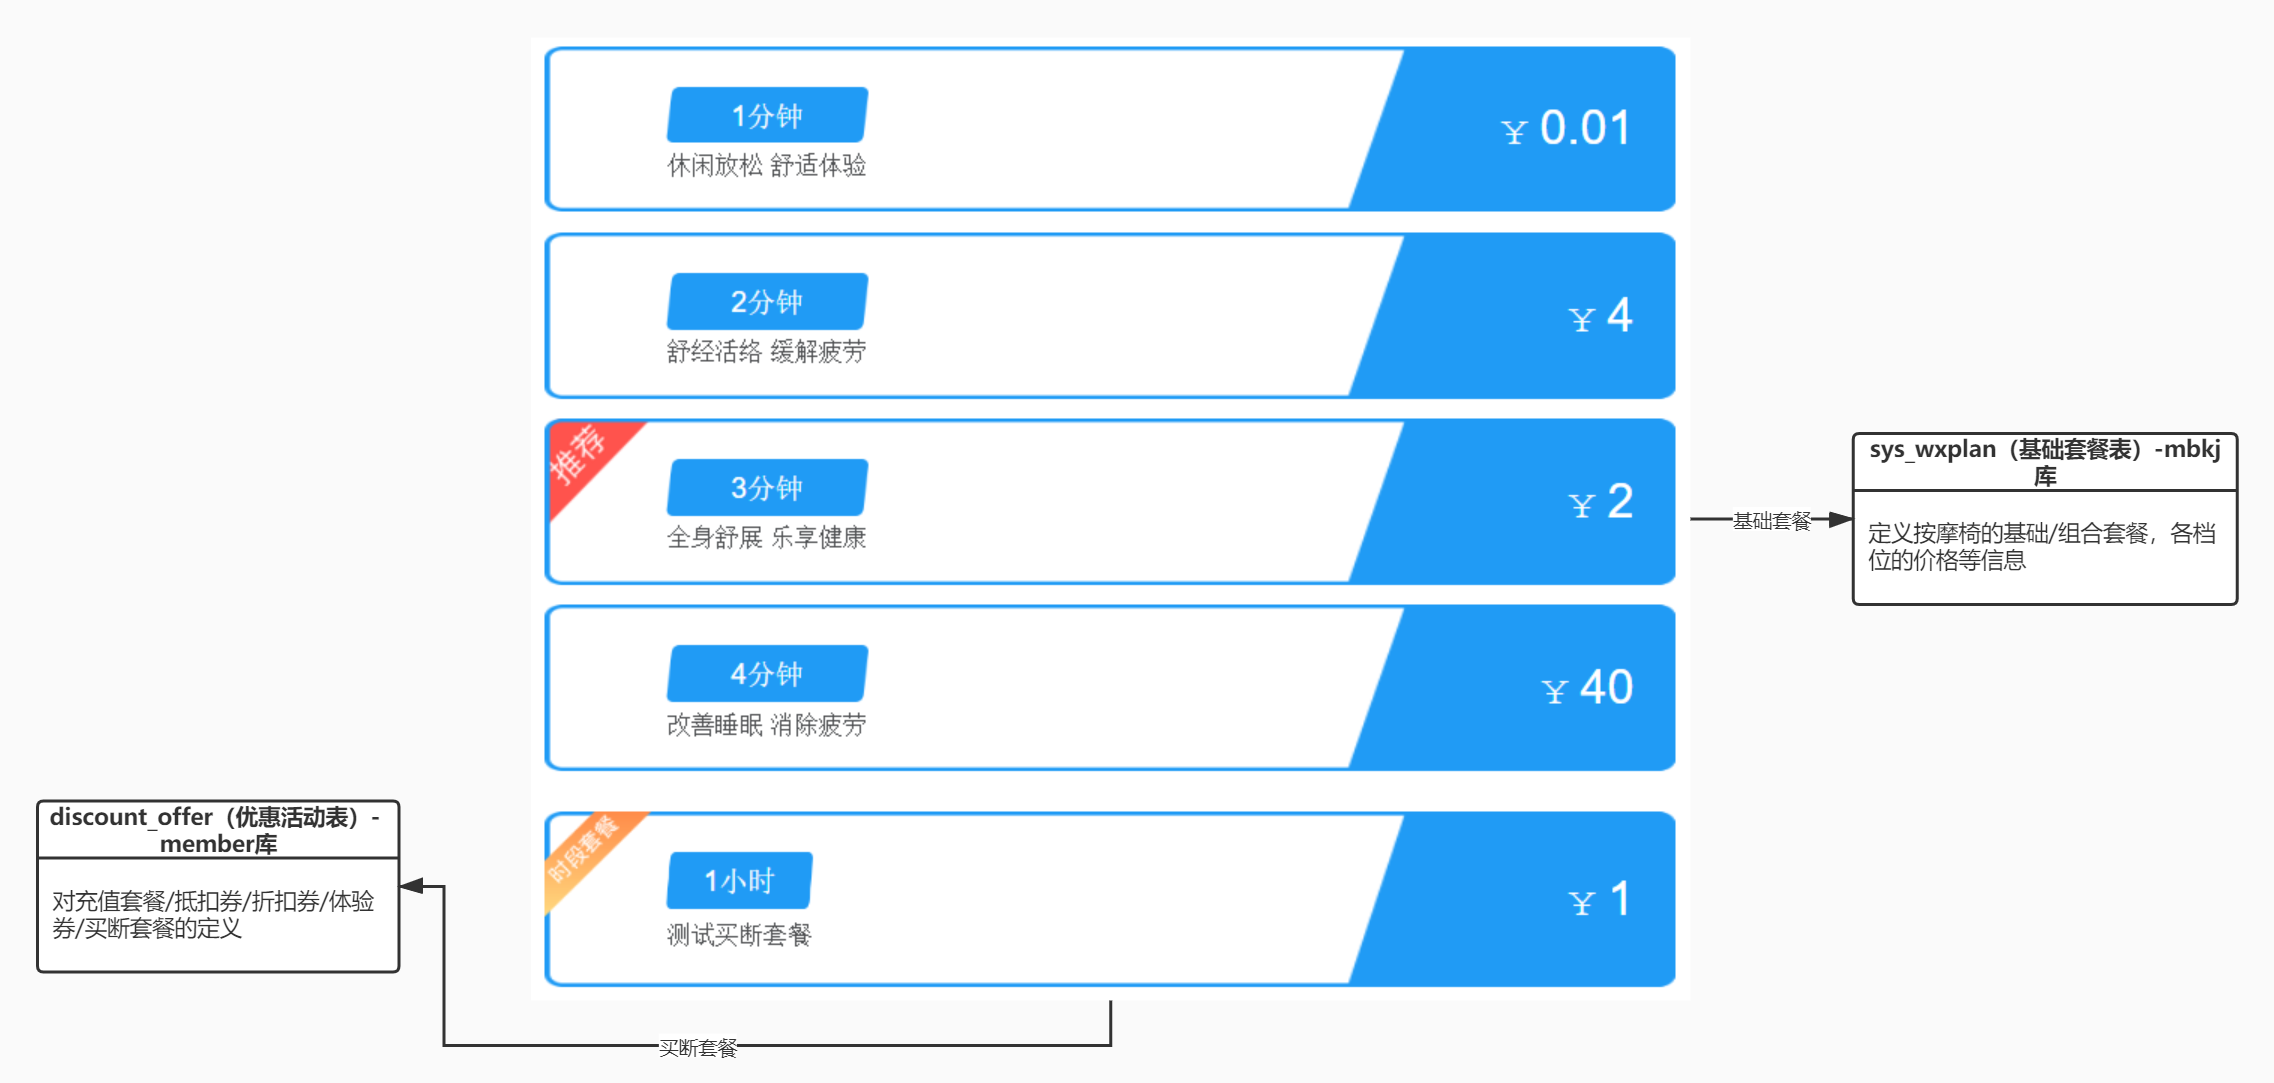 1分钟
休闲放松 舒适体验
¥ 0.01
2分钟
舒经活络 缓解疲劳
¥ 4
推荐
3分钟
全身舒展 乐享健康
¥ 2
4分钟
改善睡眠 消除疲劳
¥ 40
时段套餐
1小时
测试买断套餐
¥ 1
基础套餐
sys_wxplan（基础套餐表）-mbkj
库
定义按摩椅的基础/组合套餐，各档
位的价格等信息
discount_offer（优惠活动表）-
member库
对充值套餐/抵扣券/折扣券/体验
券/买断套餐的定义
买断套餐